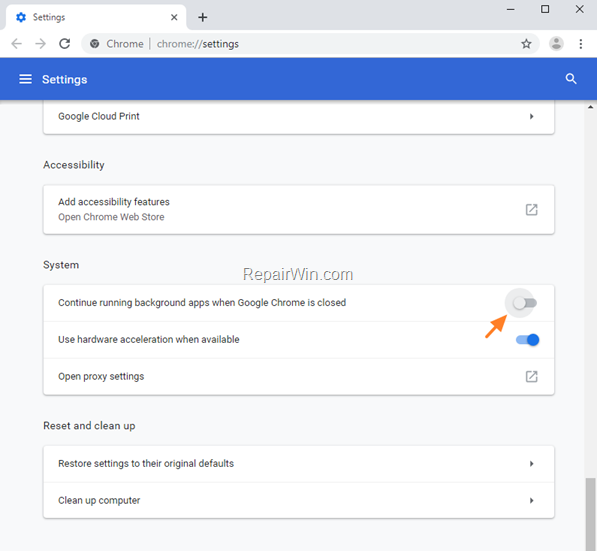 Settings
Chrome | chrome://settings
Settings
Google Cloud Print
Accessibility
Add accessibility features
Open Chrome Web Store
System
RepairWin.com
Continue running background apps when Google Chrome is closed
Use hardware acceleration when available
Open proxy settings
Reset and clean up
Restore settings to their original defaults
Clean up computer